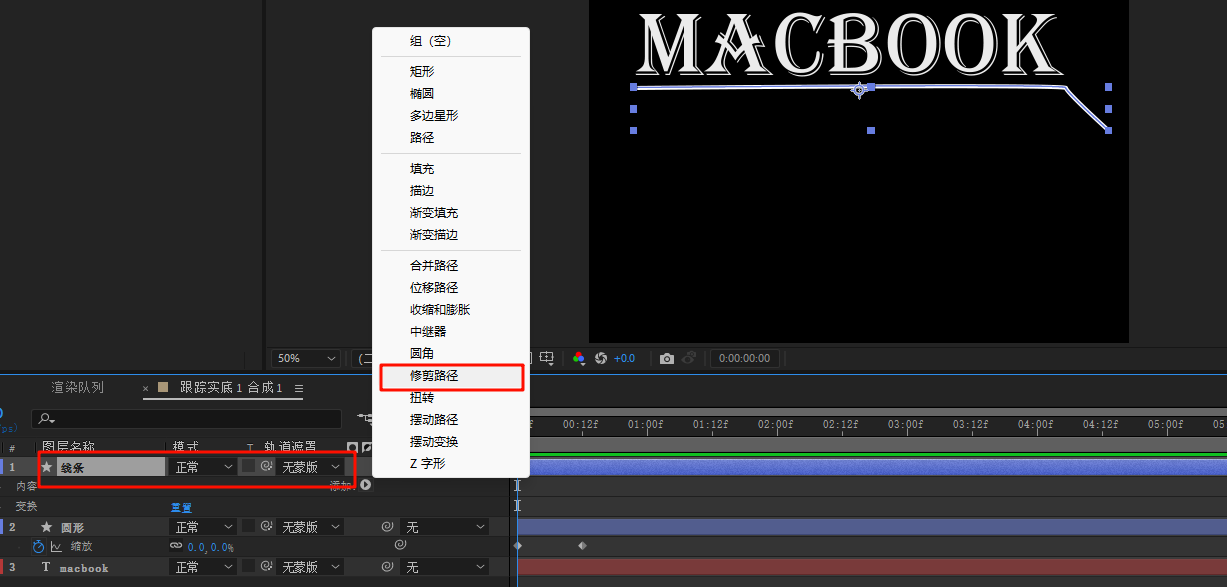 MACBOOK
组（空）
矩形
椭圆
多边星形
路径
填充
描边
渐变填充
渐变描边
合并路径
位移路径
收缩和膨胀
中继器
圆角
修剪路径
扭转
摆动路径
摆动变换
Z 字形
50% (二 +0.0 0:00:00:00
渲染队列 × 跟踪实底 1 合成 1 ☰
00:12f 01:00f 01:12f 02:00f 02:12f 03:00f 03:12f 04:00f 04:12f 05:00f 05
# 图层名称 模式 T 轨道遮罩
1 线条 正常 无蒙版
内容 添加:
变换 重置
2 圆形 正常 无蒙版 无
缩放 0.0,0.0%
3 T macbook 正常 无蒙版 无